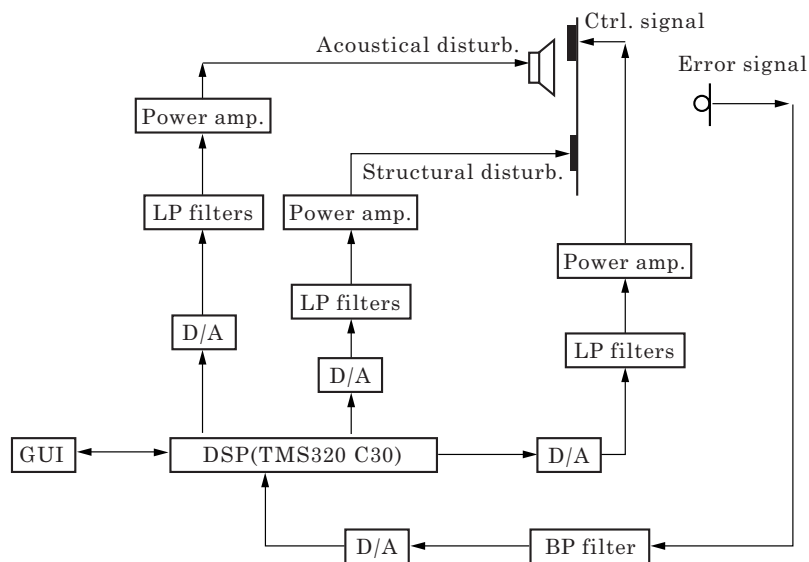 Ctrl. signal
Acoustical disturb.
Error signal
Power amp.
Structural disturb.
LP filters
Power amp.
Power amp.
LP filters
D/A
LP filters
D/A
GUI
DSP(TMS320 C30)
D/A
D/A
BP filter